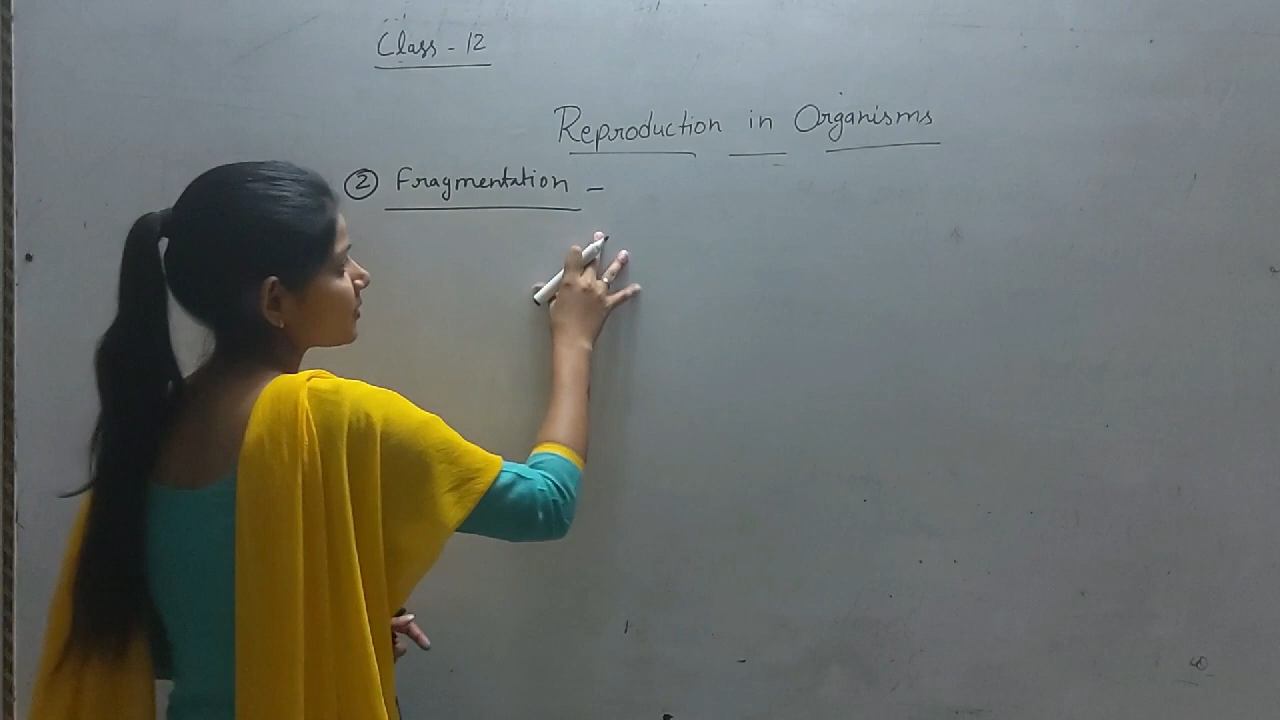 Class - 12
Reproduction in Organisms
② Fragmentation -